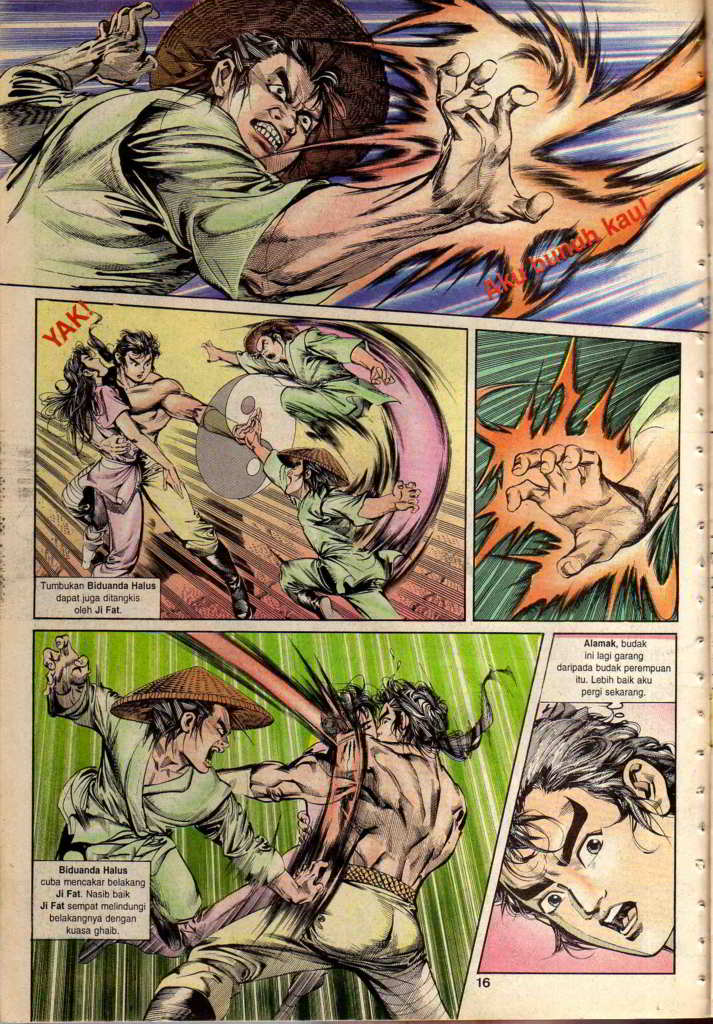 Aku bunuh kau!
YAK!
Tumbukan Biduanda Halus
dapat juga ditangkis
oleh Ji Fat.
Biduanda Halus
cuba mencakar belakang
Ji Fat. Nasib baik
Ji Fat sempat melindungi
belakangnya dengan
kuasa ghaib.
Alamak, budak
ini lagi garang
daripada budak perempuan
itu. Lebih baik aku
pergi sekarang.
16